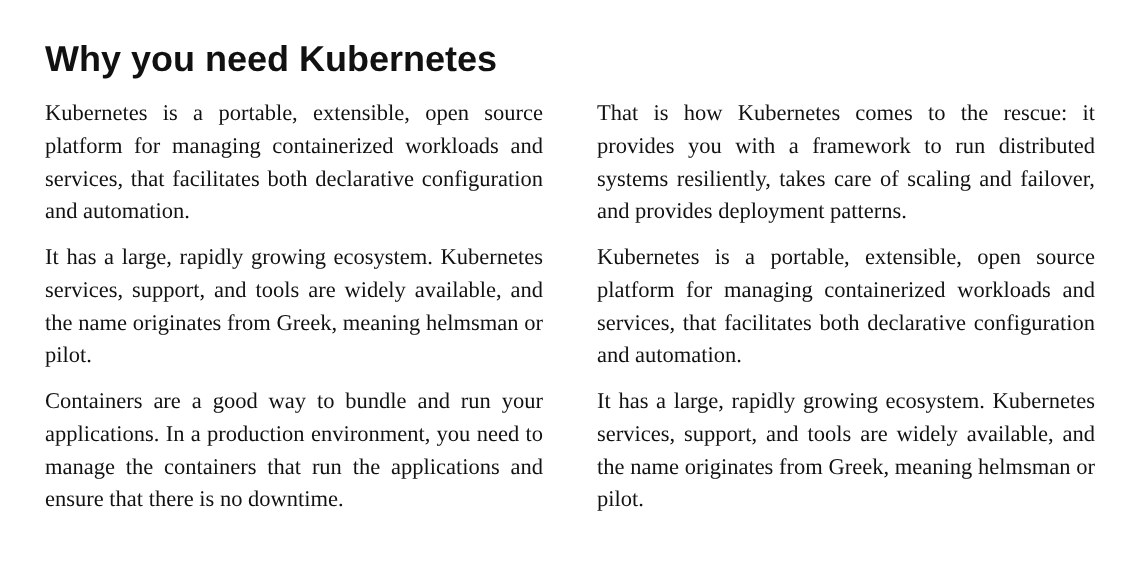 Why you need Kubernetes
Kubernetes is a portable, extensible, open source
platform for managing containerized workloads and
services, that facilitates both declarative configuration
and automation.
It has a large, rapidly growing ecosystem. Kubernetes
services, support, and tools are widely available, and
the name originates from Greek, meaning helmsman or
pilot.
Containers are a good way to bundle and run your
applications. In a production environment, you need to
manage the containers that run the applications and
ensure that there is no downtime.
That is how Kubernetes comes to the rescue: it
provides you with a framework to run distributed
systems resiliently, takes care of scaling and failover,
and provides deployment patterns.
Kubernetes is a portable, extensible, open source
platform for managing containerized workloads and
services, that facilitates both declarative configuration
and automation.
It has a large, rapidly growing ecosystem. Kubernetes
services, support, and tools are widely available, and
the name originates from Greek, meaning helmsman or
pilot.